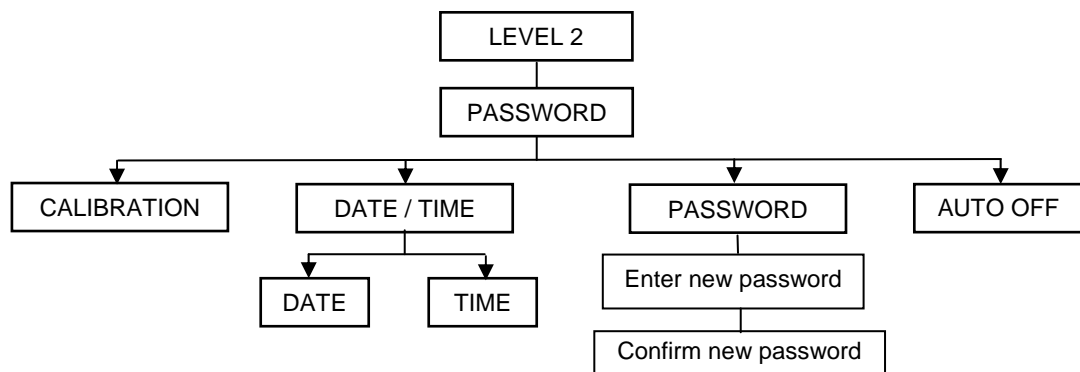 LEVEL 2
PASSWORD
CALIBRATION
DATE / TIME
PASSWORD
AUTO OFF
DATE
TIME
Enter new password
Confirm new password